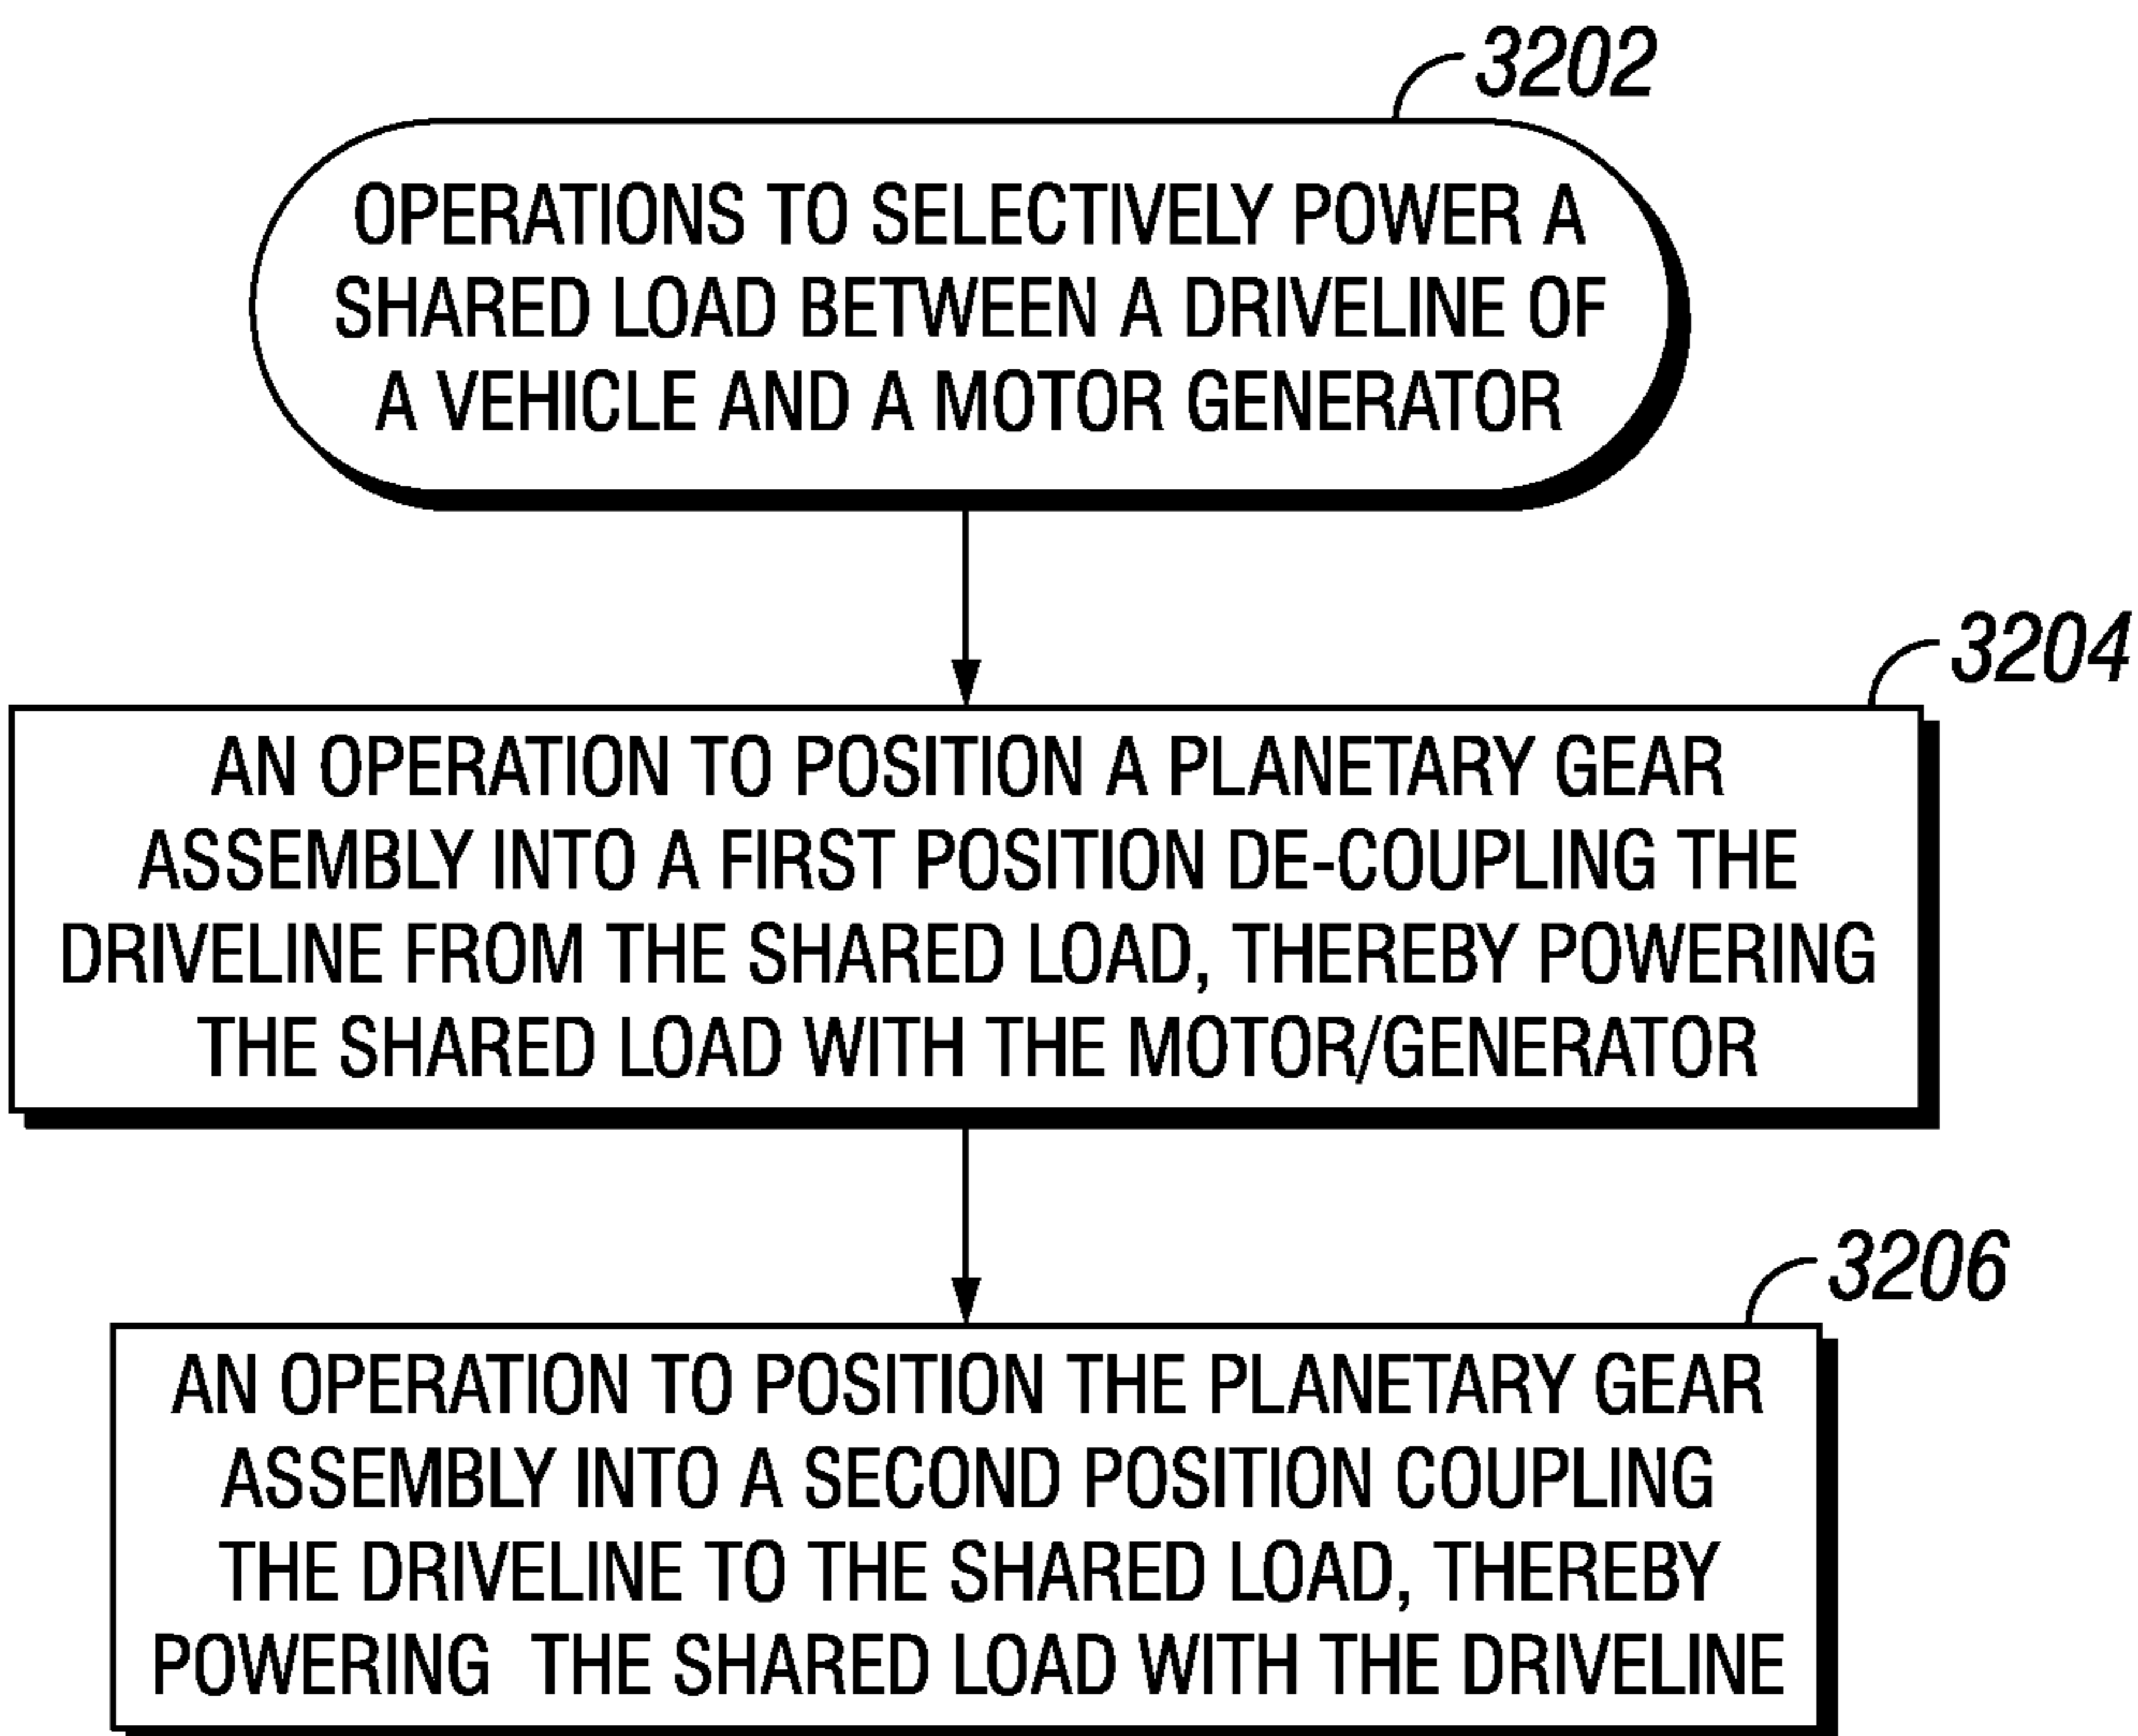 3202
OPERATIONS TO SELECTIVELY POWER A
SHARED LOAD BETWEEN A DRIVELINE OF
A VEHICLE AND A MOTOR GENERATOR
3204
AN OPERATION TO POSITION A PLANETARY GEAR
ASSEMBLY INTO A FIRST POSITION DE-COUPLING THE
DRIVELINE FROM THE SHARED LOAD, THEREBY POWERING
THE SHARED LOAD WITH THE MOTOR/GENERATOR
3206
AN OPERATION TO POSITION THE PLANETARY GEAR
ASSEMBLY INTO A SECOND POSITION COUPLING
THE DRIVELINE TO THE SHARED LOAD, THEREBY
POWERING THE SHARED LOAD WITH THE DRIVELINE